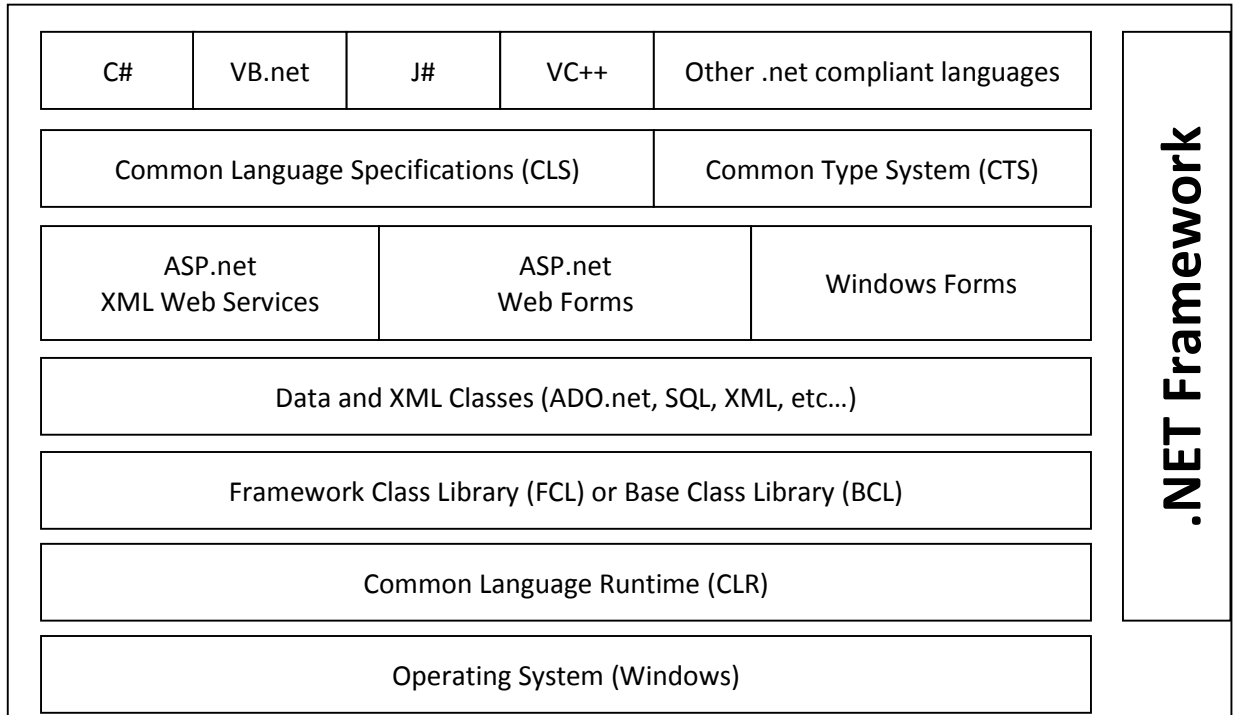 C#
VB.net
J#
VC++
Other .net compliant languages
Common Language Specifications (CLS)
Common Type System (CTS)
ASP.net
XML Web Services
ASP.net
Web Forms
Windows Forms
Data and XML Classes (ADO.net, SQL, XML, etc…)
Framework Class Library (FCL) or Base Class Library (BCL)
Common Language Runtime (CLR)
Operating System (Windows)
.NET Framework